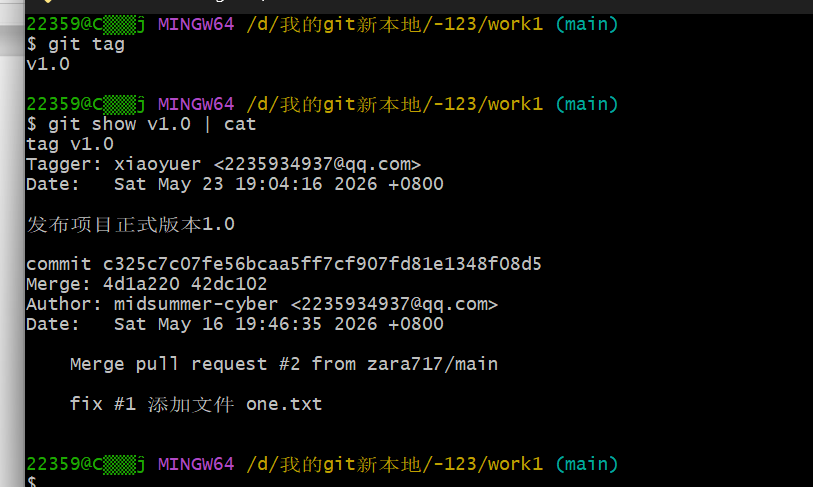 22359@C▒▒▒ĵ MINGW64 /d/我的git新本地/-123/work1 (main)
$ git tag
v1.0
22359@C▒▒▒ĵ MINGW64 /d/我的git新本地/-123/work1 (main)
$ git show v1.0 | cat
tag v1.0
Tagger: xiaoyuer <2235934937@qq.com>
Date:   Sat May 23 19:04:16 2026 +0800
发布项目正式版本1.0
commit c325c7c07fe56bcaa5ff7cf907fd81e1348f08d5
Merge: 4d1a220 42dc102
Author: midsummer-cyber <2235934937@qq.com>
Date:   Sat May 16 19:46:35 2026 +0800
    Merge pull request #2 from zara717/main
    fix #1 添加文件 one.txt
22359@C▒▒▒ĵ MINGW64 /d/我的git新本地/-123/work1 (main)
$